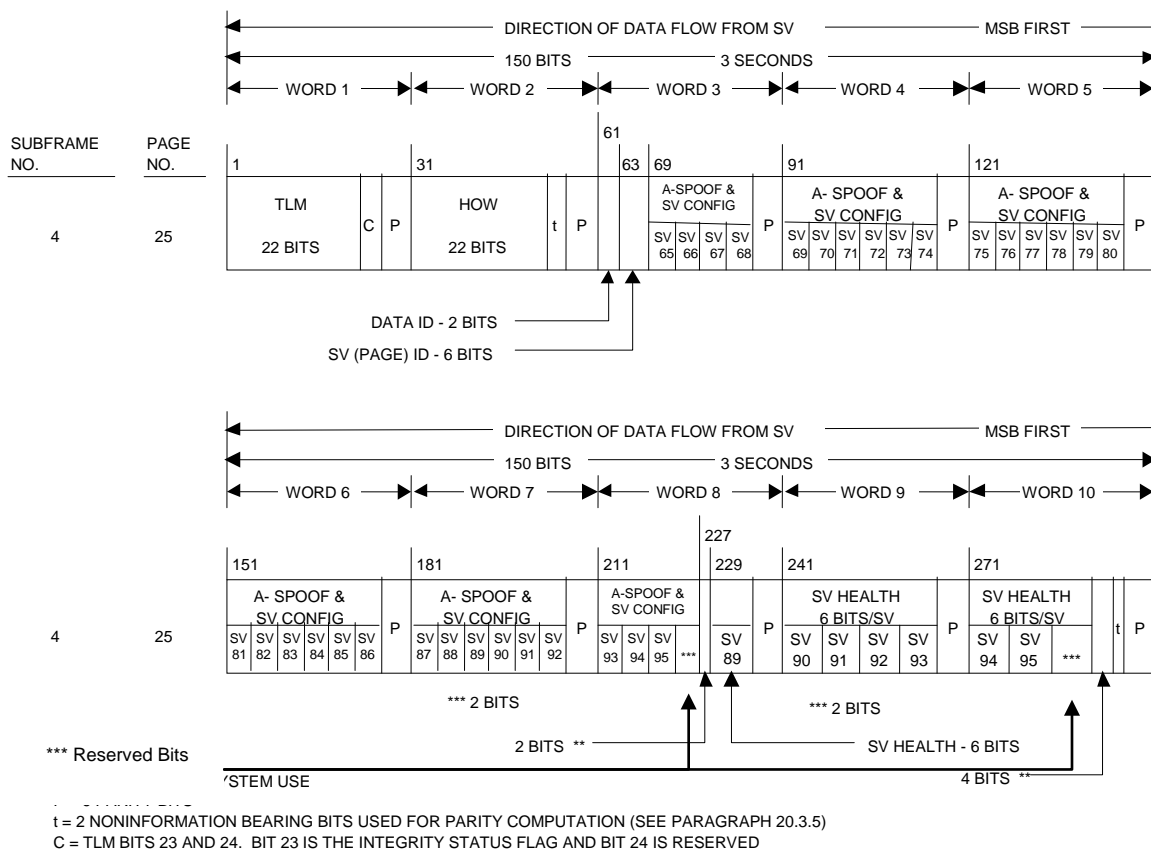 DIRECTION OF DATA FLOW FROM SV MSB FIRST
150 BITS 3 SECONDS
WORD 1 WORD 2 WORD 3 WORD 4 WORD 5
SUBFRAME NO. PAGE NO.
61
1 31 63 69 91 121
4 25
TLM 22 BITS C P
HOW 22 BITS t P
A-SPOOF & SV CONFIG
SV 65 SV 66 SV 67 SV 68 P
A- SPOOF & SV CONFIG
SV 69 SV 70 SV 71 SV 72 SV 73 SV 74 P
A- SPOOF & SV CONFIG
SV 75 SV 76 SV 77 SV 78 SV 79 SV 80 P
DATA ID - 2 BITS
SV (PAGE) ID - 6 BITS
DIRECTION OF DATA FLOW FROM SV MSB FIRST
150 BITS 3 SECONDS
WORD 6 WORD 7 WORD 8 WORD 9 WORD 10
227
151 181 211 229 241 271
4 25
A- SPOOF & SV CONFIG
SV 81 SV 82 SV 83 SV 84 SV 85 SV 86 P
A- SPOOF & SV CONFIG
SV 87 SV 88 SV 89 SV 90 SV 91 SV 92 P
A-SPOOF & SV CONFIG
SV 93 SV 94 SV 95 ***
SV 89 P
SV HEALTH 6 BITS/SV
SV 90 SV 91 SV 92 SV 93 P
SV HEALTH 6 BITS/SV
SV 94 SV 95 *** t P
*** 2 BITS *** 2 BITS
2 BITS ** SV HEALTH - 6 BITS
*** Reserved Bits
4 BITS **
YSTEM USE
t = 2 NONINFORMATION BEARING BITS USED FOR PARITY COMPUTATION (SEE PARAGRAPH 20.3.5)
C = TLM BITS 23 AND 24. BIT 23 IS THE INTEGRITY STATUS FLAG AND BIT 24 IS RESERVED